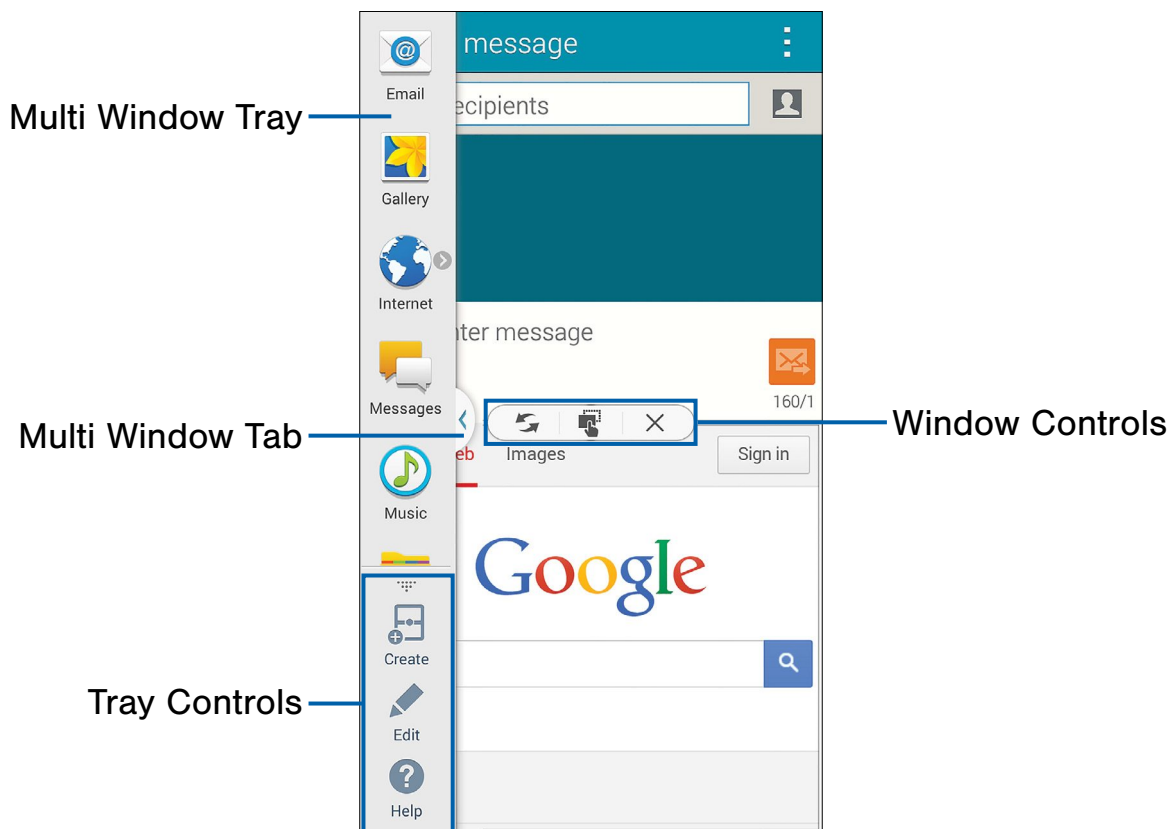 message
Email
ecipients
Multi Window Tray
Gallery
Internet
nter message
Messages
160/1
Multi Window Tab
Window Controls
eb Images Sign in
Music
Google
Create
Tray Controls
Edit
Help